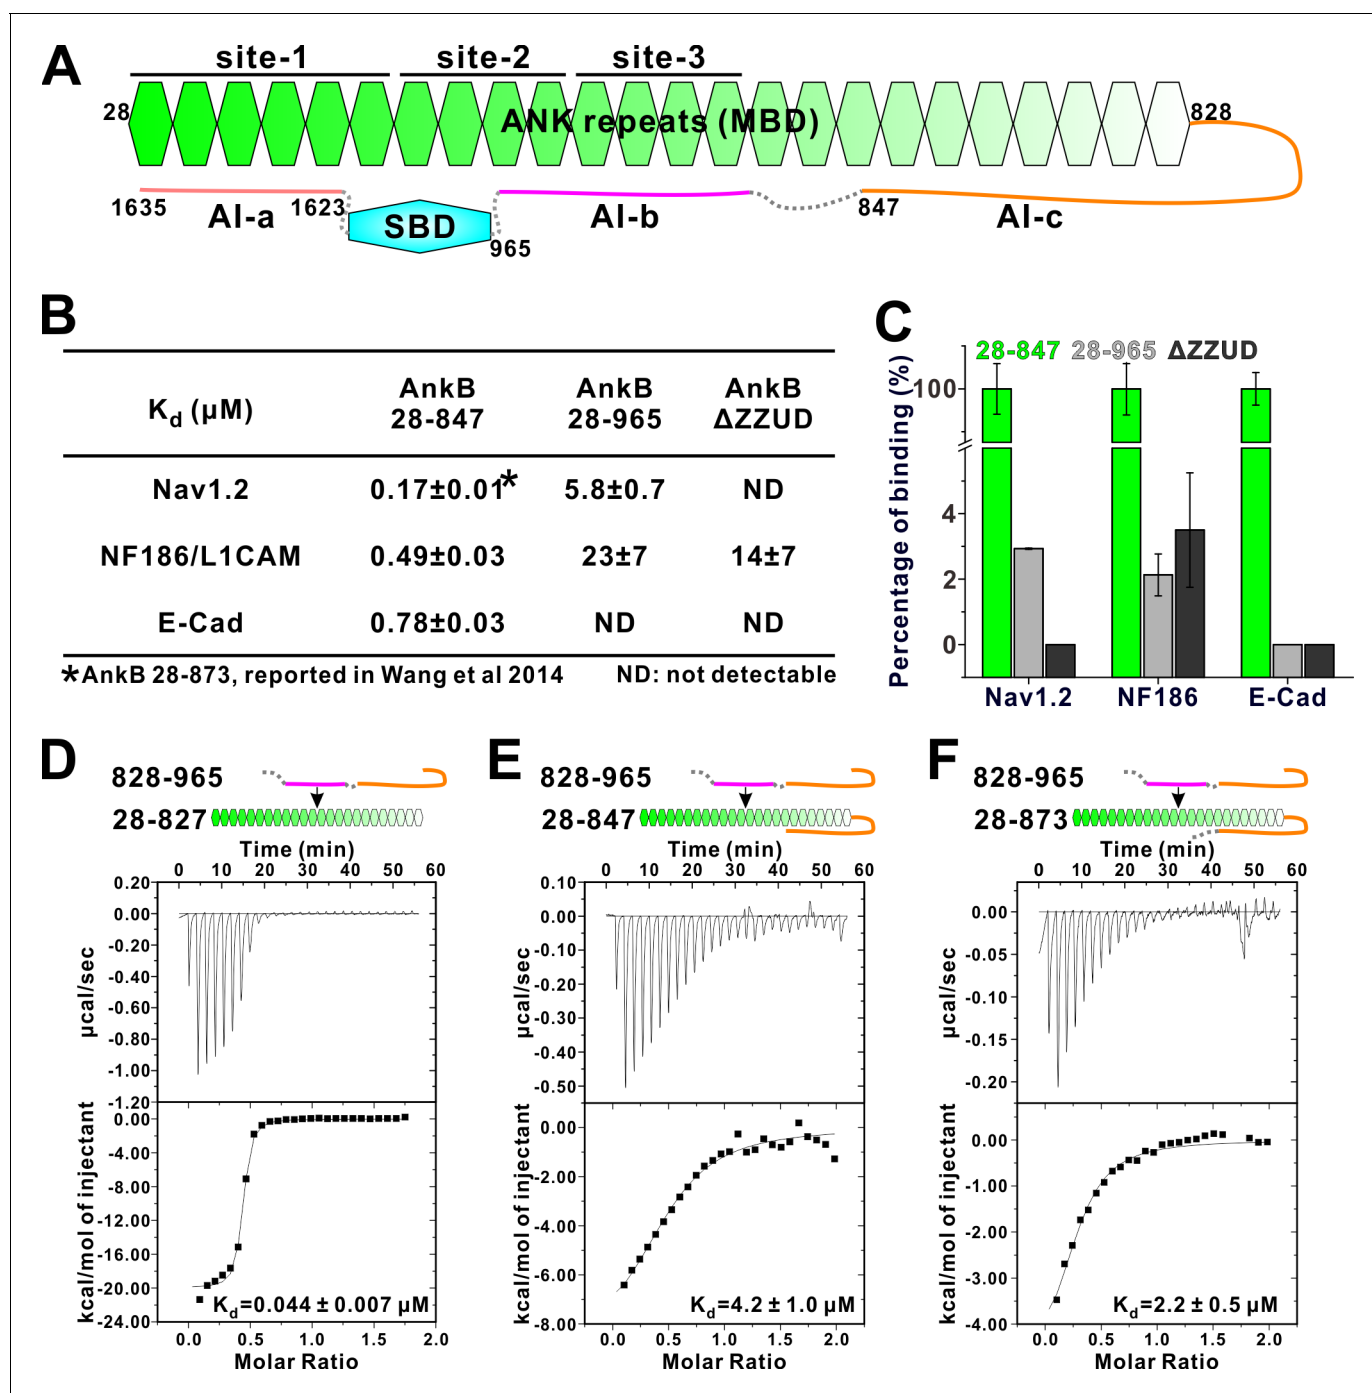 A
site-1 site-2 site-3
28 ANK repeats (MBD) 828
1635 AI-a 1623 SBD 965 AI-b 847 AI-c
B
K_d (μM) AnkB 28-847 AnkB 28-965 AnkB ΔZZUD
Nav1.2 0.17±0.01* 5.8±0.7 ND
NF186/L1CAM 0.49±0.03 23±7 14±7
E-Cad 0.78±0.03 ND ND
*AnkB 28-873, reported in Wang et al 2014 ND: not detectable
C
28-847 28-965 ΔZZUD
Percentage of binding (%)
100
4
2
0
Nav1.2 NF186 E-Cad
D
828-965
28-827
Time (min)
0 10 20 30 40 50 60
0.20
0.00
-0.20
-0.40
-0.60
-0.80
-1.00
-1.20
μcal/sec
0.00
-4.00
-8.00
-12.00
-16.00
-20.00
-24.00
kcal/mol of injectant
K_d=0.044 ± 0.007 μM
0.0 0.5 1.0 1.5 2.0
Molar Ratio
E
828-965
28-847
Time (min)
0 10 20 30 40 50 60
0.10
0.00
-0.10
-0.20
-0.30
-0.40
-0.50
μcal/sec
0.00
-2.00
-4.00
-6.00
-8.00
kcal/mol of injectant
K_d=4.2 ± 1.0 μM
0.0 0.5 1.0 1.5 2.0
Molar Ratio
F
828-965
28-873
Time (min)
0 10 20 30 40 50 60
0.00
-0.05
-0.10
-0.15
-0.20
μcal/sec
0.00
-1.00
-2.00
-3.00
-4.00
kcal/mol of injectant
K_d=2.2 ± 0.5 μM
0.0 0.5 1.0 1.5 2.0
Molar Ratio